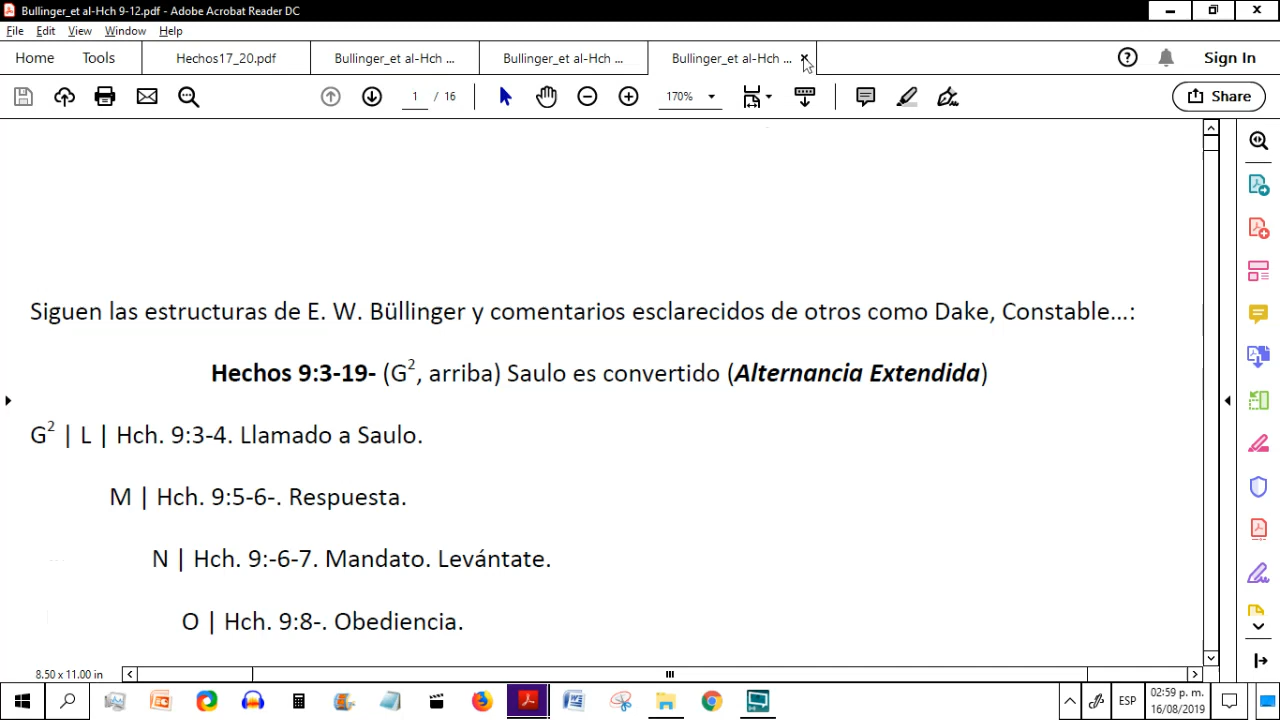 Bullinger_et al-Hch 9-12.pdf - Adobe Acrobat Reader DC
File Edit View Window Help
Home Tools Hechos17_20.pdf Bullinger_et al-Hch ... Bullinger_et al-Hch ... Bullinger_et al-Hch ... Sign In
1 / 16 170% Share
Siguen las estructuras de E. W. Büllinger y comentarios esclarecidos de otros como Dake, Constable...:
Hechos 9:3-19- (G², arriba) Saulo es convertido (Alternancia Extendida)
G² | L | Hch. 9:3-4. Llamado a Saulo.
M | Hch. 9:5-6-. Respuesta.
N | Hch. 9:-6-7. Mandato. Levántate.
O | Hch. 9:8-. Obediencia.
8.50 x 11.00 in
ESP 02:59 p. m.
16/08/2019